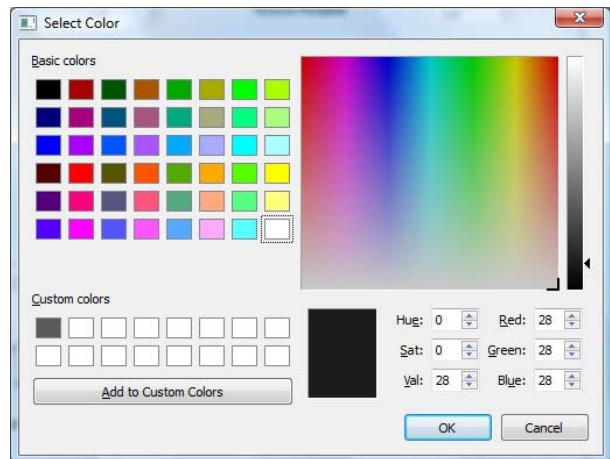 Select Color
Basic colors
Custom colors
Add to Custom Colors
Hue: 0 Red: 28
Sat: 0 Green: 28
Val: 28 Blue: 28
OK Cancel